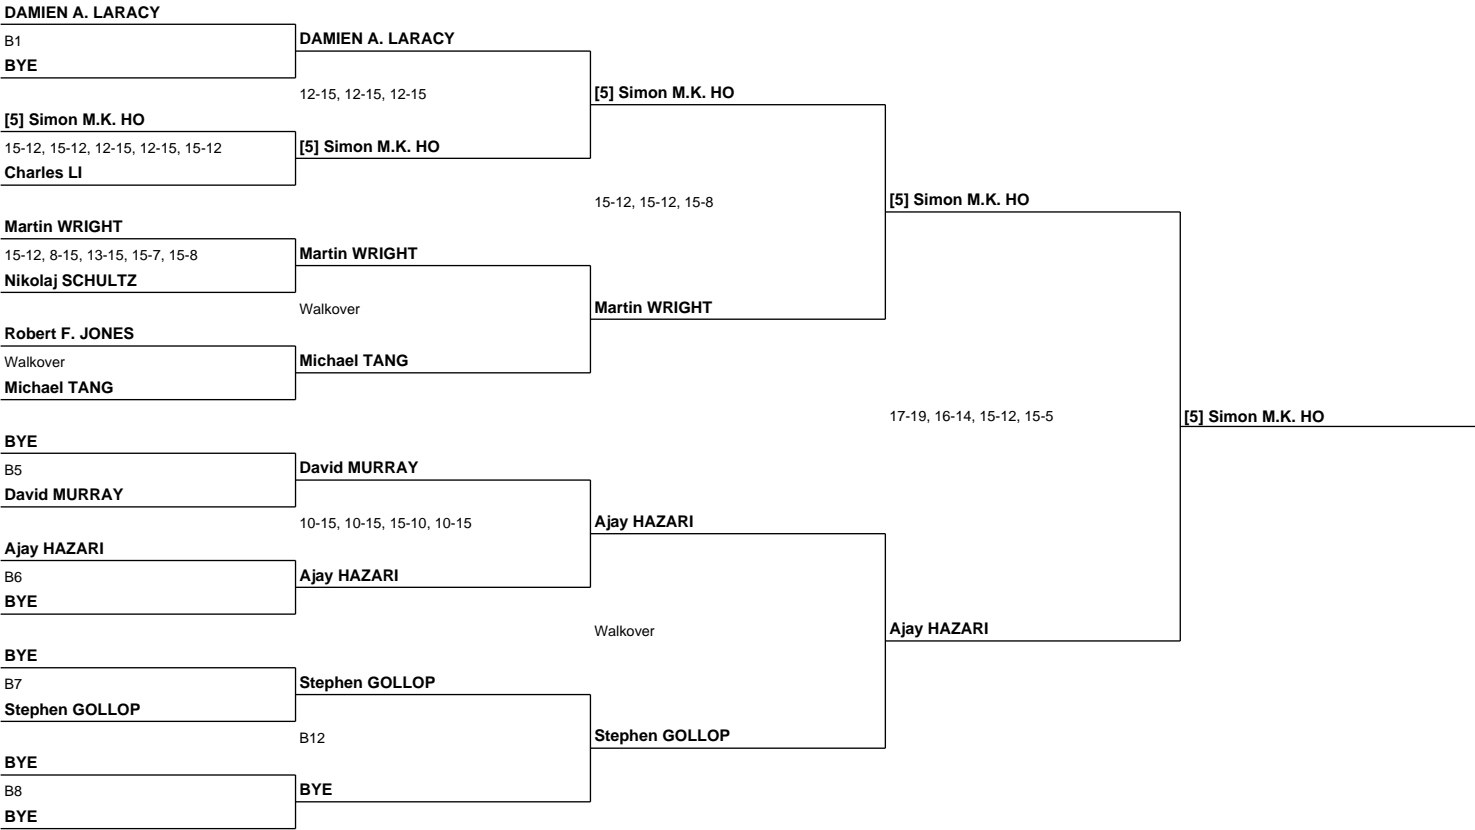 DAMIEN A. LARACY
B1
BYE
[5] Simon M.K. HO
15-12, 15-12, 12-15, 12-15, 15-12
Charles LI
Martin WRIGHT
15-12, 8-15, 13-15, 15-7, 15-8
Nikolaj SCHULTZ
Robert F. JONES
Walkover
Michael TANG
BYE
B5
David MURRAY
Ajay HAZARI
B6
BYE
BYE
B7
Stephen GOLLOP
BYE
B8
BYE
DAMIEN A. LARACY
12-15, 12-15, 12-15
[5] Simon M.K. HO
Martin WRIGHT
Walkover
Michael TANG
David MURRAY
10-15, 10-15, 15-10, 10-15
Ajay HAZARI
Stephen GOLLOP
B12
BYE
[5] Simon M.K. HO
15-12, 15-12, 15-8
Martin WRIGHT
Ajay HAZARI
Walkover
Stephen GOLLOP
[5] Simon M.K. HO
17-19, 16-14, 15-12, 15-5
Ajay HAZARI
[5] Simon M.K. HO